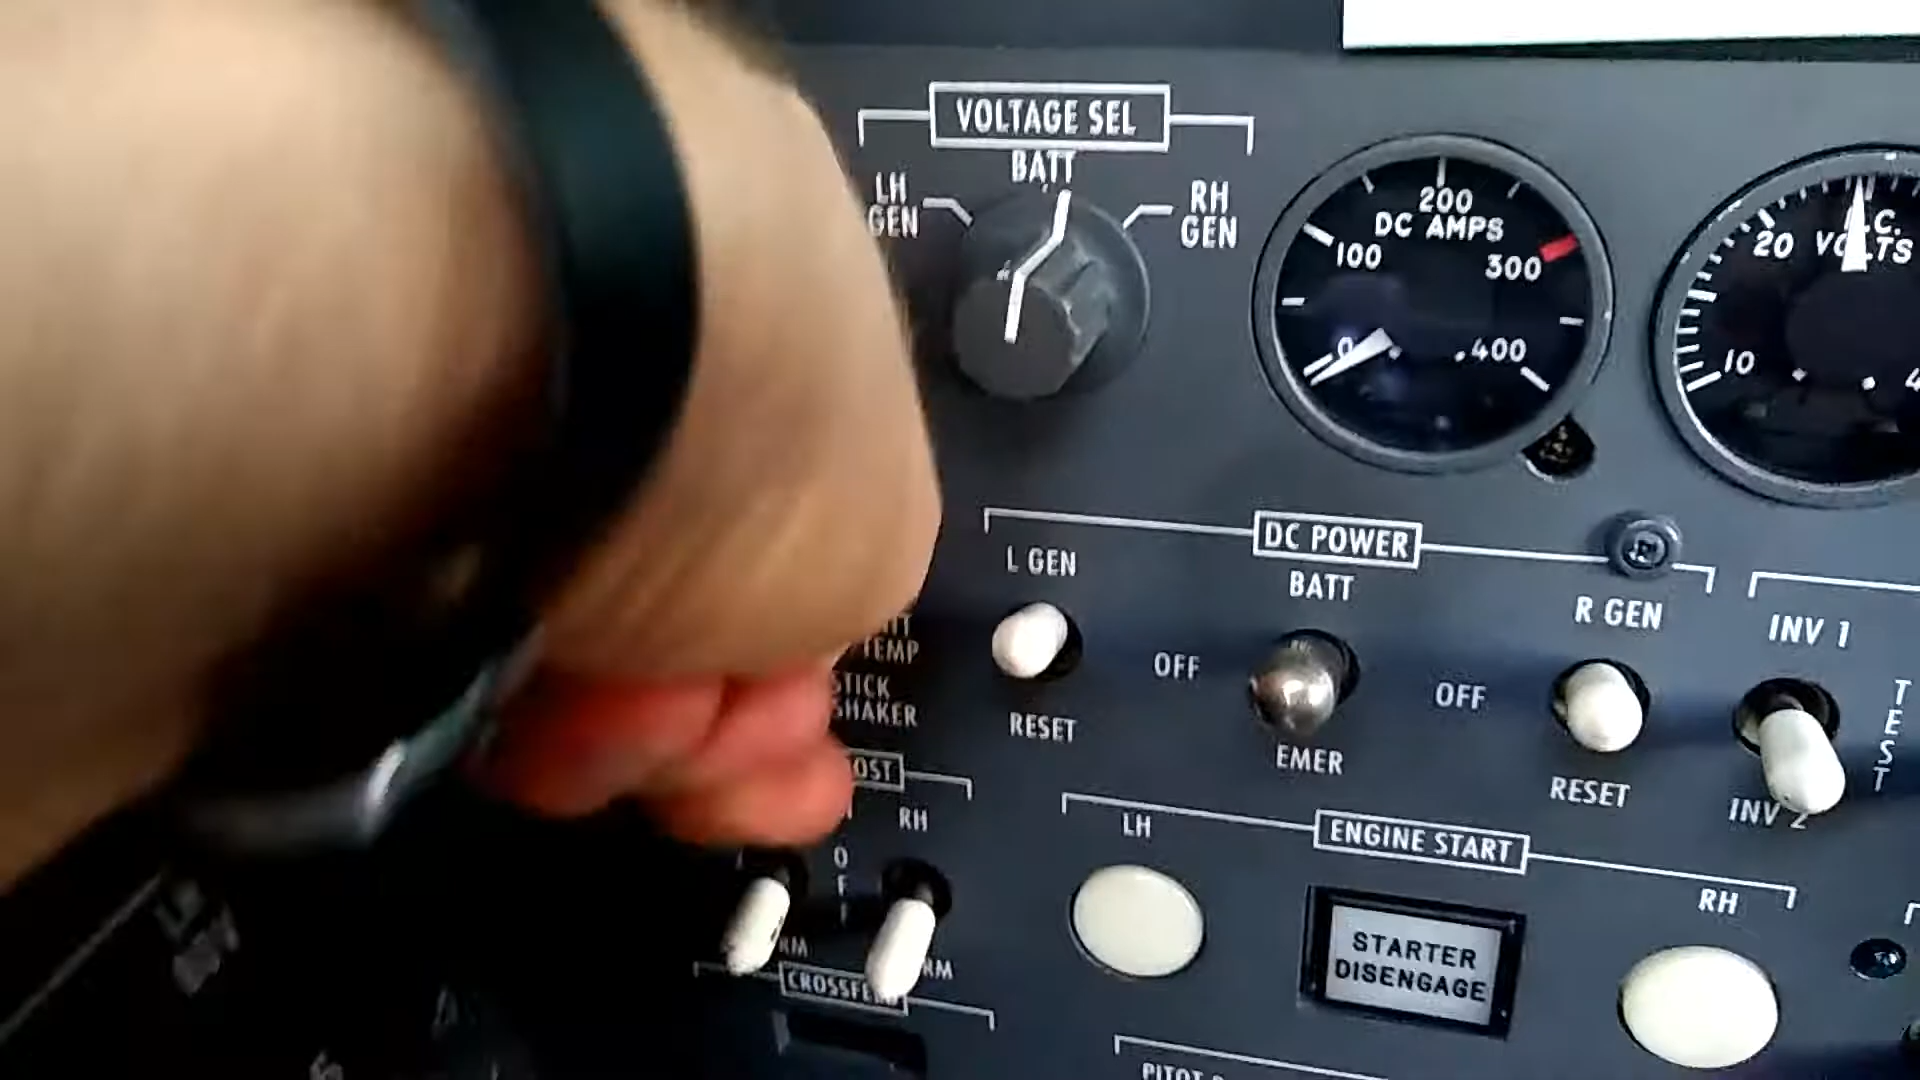 VOLTAGE SEL
BATT
LH
GEN
RH
GEN
200
DC AMPS
100
300
0
400
20
10
DC POWER
L GEN
BATT
R GEN
INV 1
TEMP
STICK
SHAKER
OFF
OFF
TEST
RESET
EMER
RESET
INV 2
RH
LH
ENGINE START
RH
STARTER
DISENGAGE